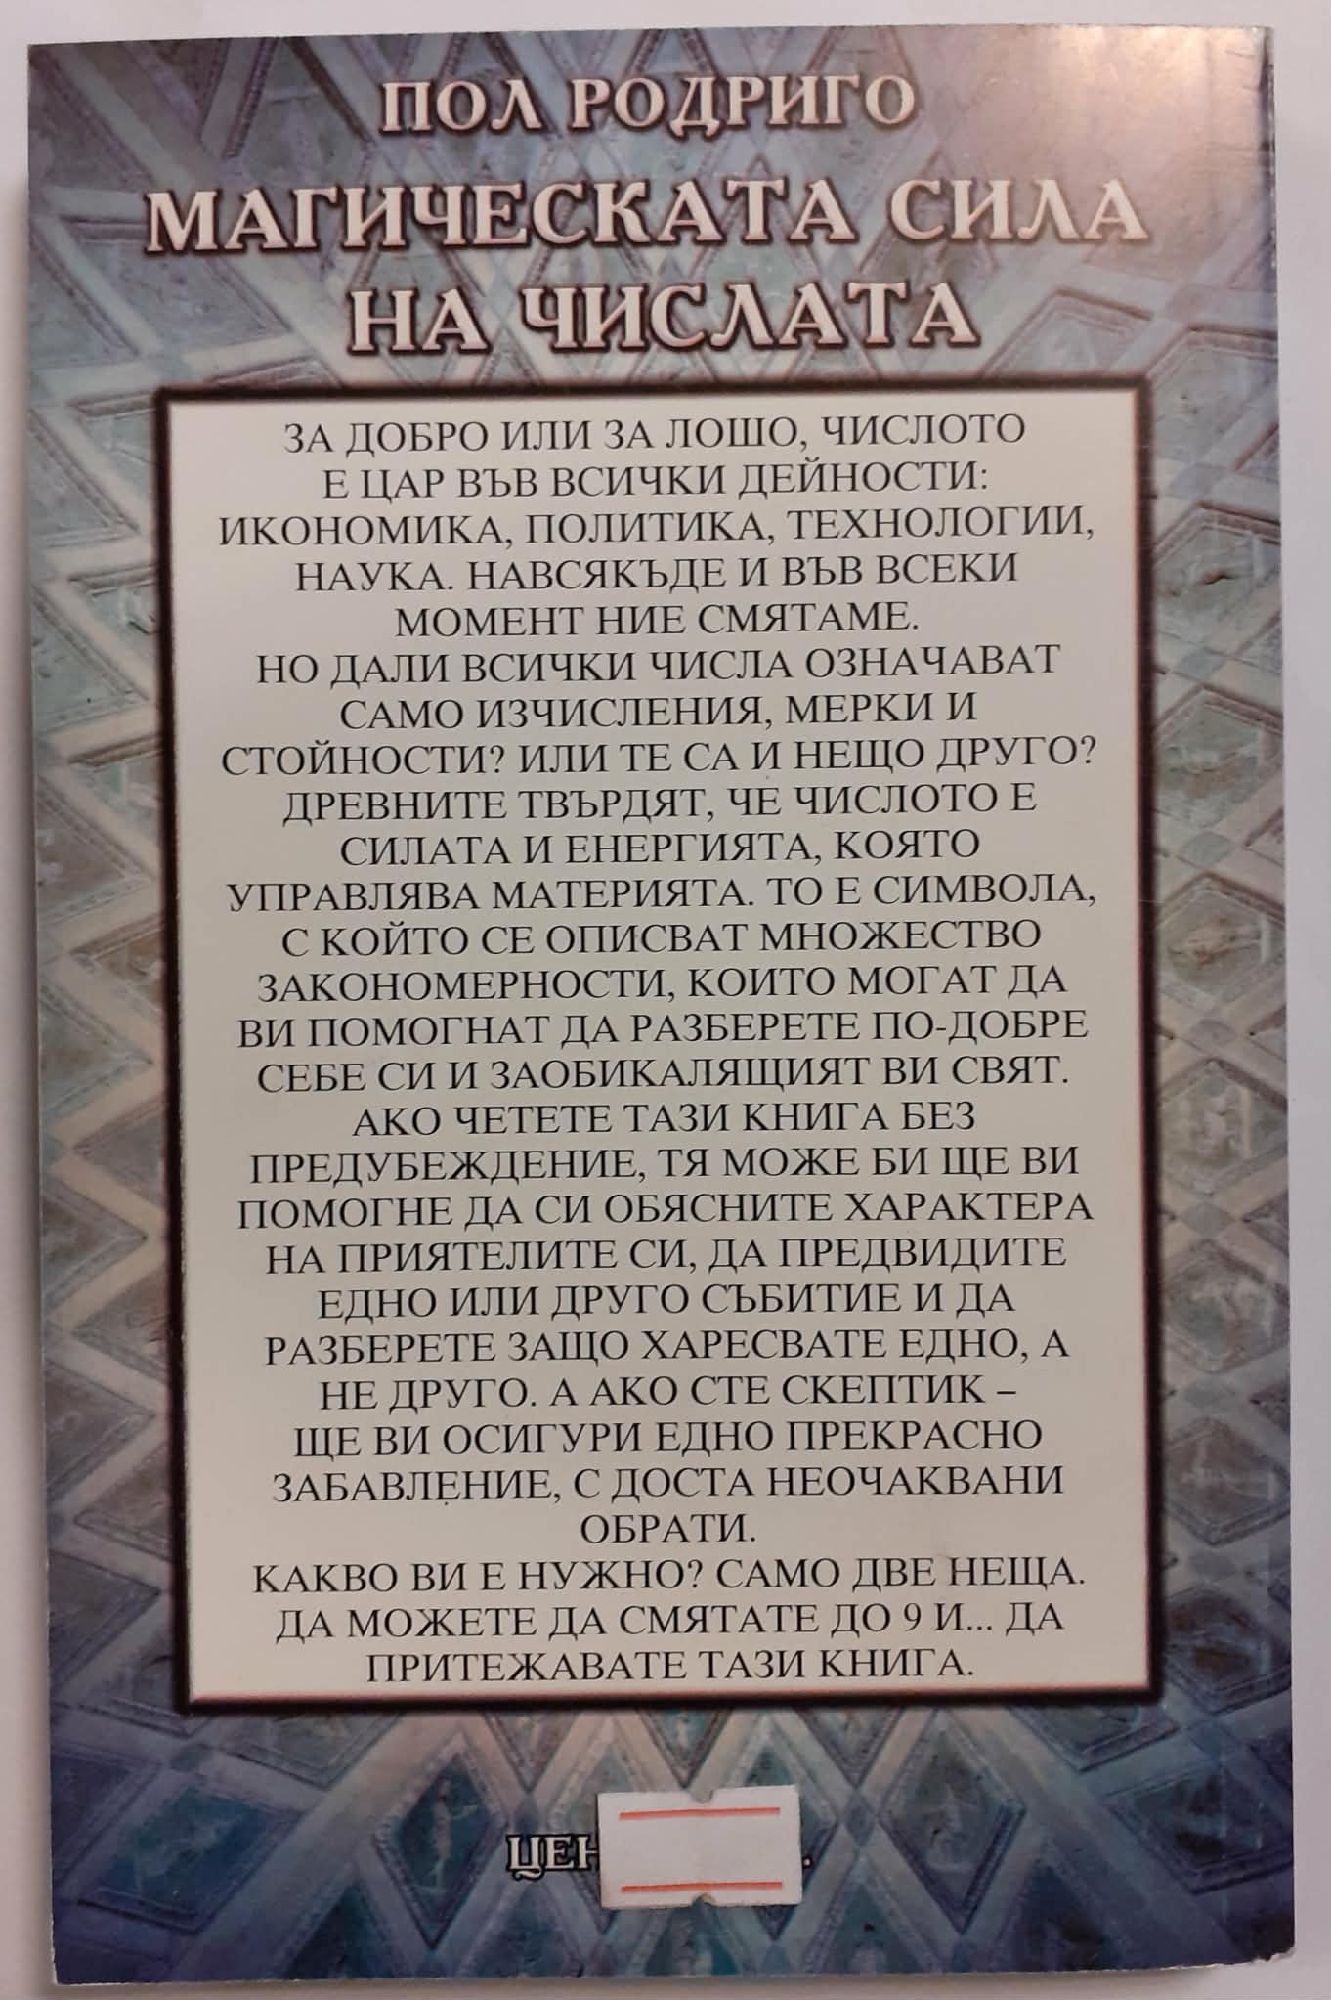 ПОЛ РОДРИГО
МАГИЧЕСКАТА СИЛА
НА ЧИСЛАТА
ЗА ДОБРО ИЛИ ЗА ЛОШО, ЧИСЛОТО
Е ЦАР ВЪВ ВСИЧКИ ДЕЙНОСТИ:
ИКОНОМИКА, ПОЛИТИКА, ТЕХНОЛОГИИ,
НАУКА. НАВСЯКЪДЕ И ВЪВ ВСЕКИ
МОМЕНТ НИЕ СМЯТАМЕ.
НО ДАЛИ ВСИЧКИ ЧИСЛА ОЗНАЧАВАТ
САМО ИЗЧИСЛЕНИЯ, МЕРКИ И
СТОЙНОСТИ? ИЛИ ТЕ СА И НЕЩО ДРУГО?
ДРЕВНИТЕ ТВЪРДЯТ, ЧЕ ЧИСЛОТО Е
СИЛАТА И ЕНЕРГИЯТА, КОЯТО
УПРАВЛЯВА МАТЕРИЯТА. ТО Е СИМВОЛА,
С КОЙТО СЕ ОПИСВАТ МНОЖЕСТВО
ЗАКОНОМЕРНОСТИ, КОИТО МОГАТ ДА
ВИ ПОМОГНАТ ДА РАЗБЕРЕТЕ ПО-ДОБРЕ
СЕБЕ СИ И ЗАОБИКАЛЯЩИЯТ ВИ СВЯТ.
АКО ЧЕТЕТЕ ТАЗИ КНИГА БЕЗ
ПРЕДУБЕЖДЕНИЕ, ТЯ МОЖЕ БИ ЩЕ ВИ
ПОМОГНЕ ДА СИ ОБЯСНИТЕ ХАРАКТЕРА
НА ПРИЯТЕЛИТЕ СИ, ДА ПРЕДВИДИТЕ
ЕДНО ИЛИ ДРУГО СЪБИТИЕ И ДА
РАЗБЕРЕТЕ ЗАЩО ХАРЕСВАТЕ ЕДНО, А
НЕ ДРУГО. А АКО СТЕ СКЕПТИК –
ЩЕ ВИ ОСИГУРИ ЕДНО ПРЕКРАСНО
ЗАБАВЛЕНИЕ, С ДОСТА НЕОЧАКВАНИ
ОБРАТИ.
КАКВО ВИ Е НУЖНО? САМО ДВЕ НЕЩА.
ДА МОЖЕТЕ ДА СМЯТАТЕ ДО 9 И... ДА
ПРИТЕЖАВАТЕ ТАЗИ КНИГА.